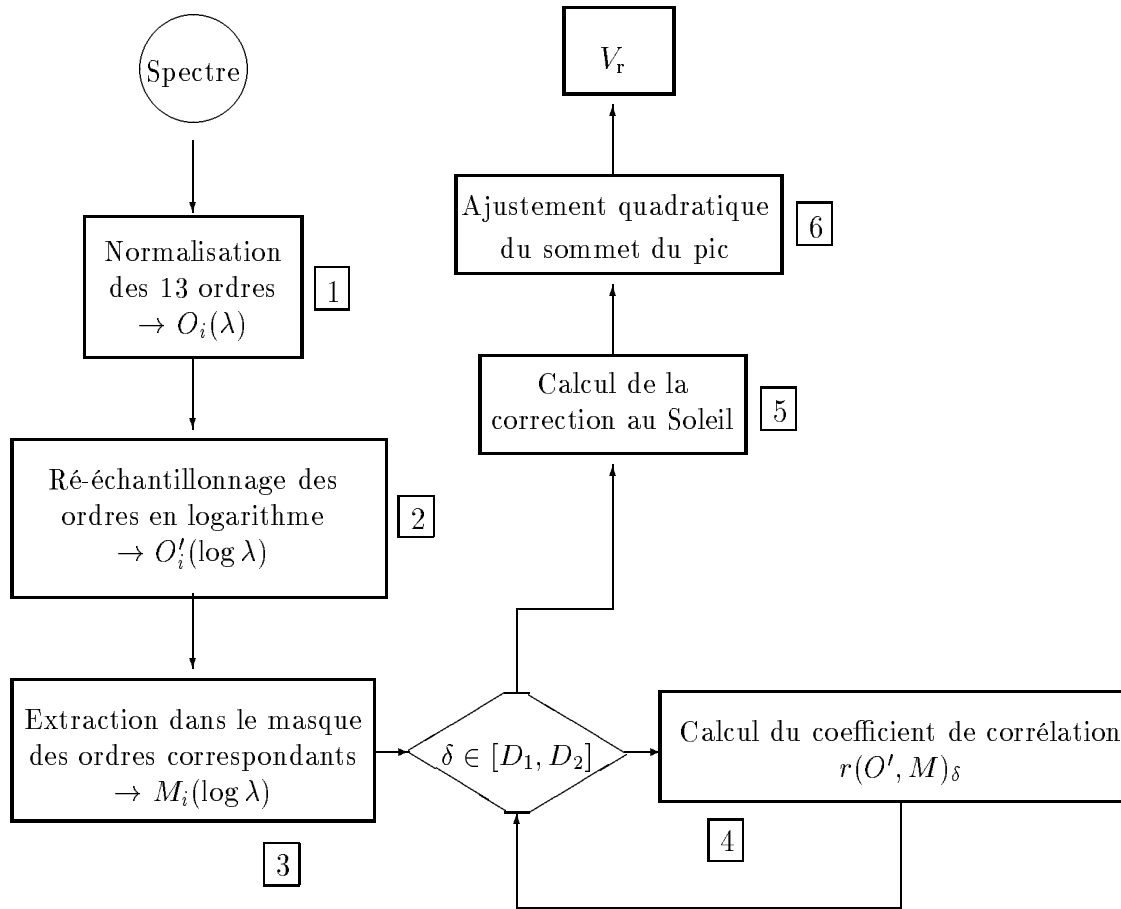 Spectre
Normalisation
des 13 ordres
→ O_i(λ)
1
Ré-échantillonnage des
ordres en logarithme
→ O'_i(log λ)
2
Extraction dans le masque
des ordres correspondants
→ M_i(log λ)
3
δ ∈ [D_1, D_2]
Calcul du coefficient de corrélation
r(O', M)_δ
4
Calcul de la
correction au Soleil
5
Ajustement quadratique
du sommet du pic
6
V_r